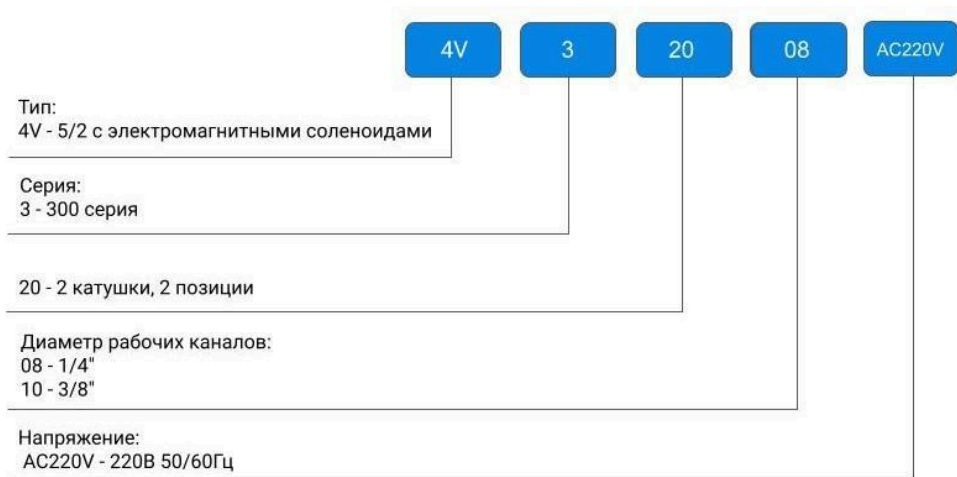 4V 3 20 08 AC220V
Тип:
4V - 5/2 с электромагнитными соленоидами
Серия:
3 - 300 серия
20 - 2 катушки, 2 позиции
Диаметр рабочих каналов:
08 - 1/4"
10 - 3/8"
Напряжение:
AC220V - 220В 50/60Гц